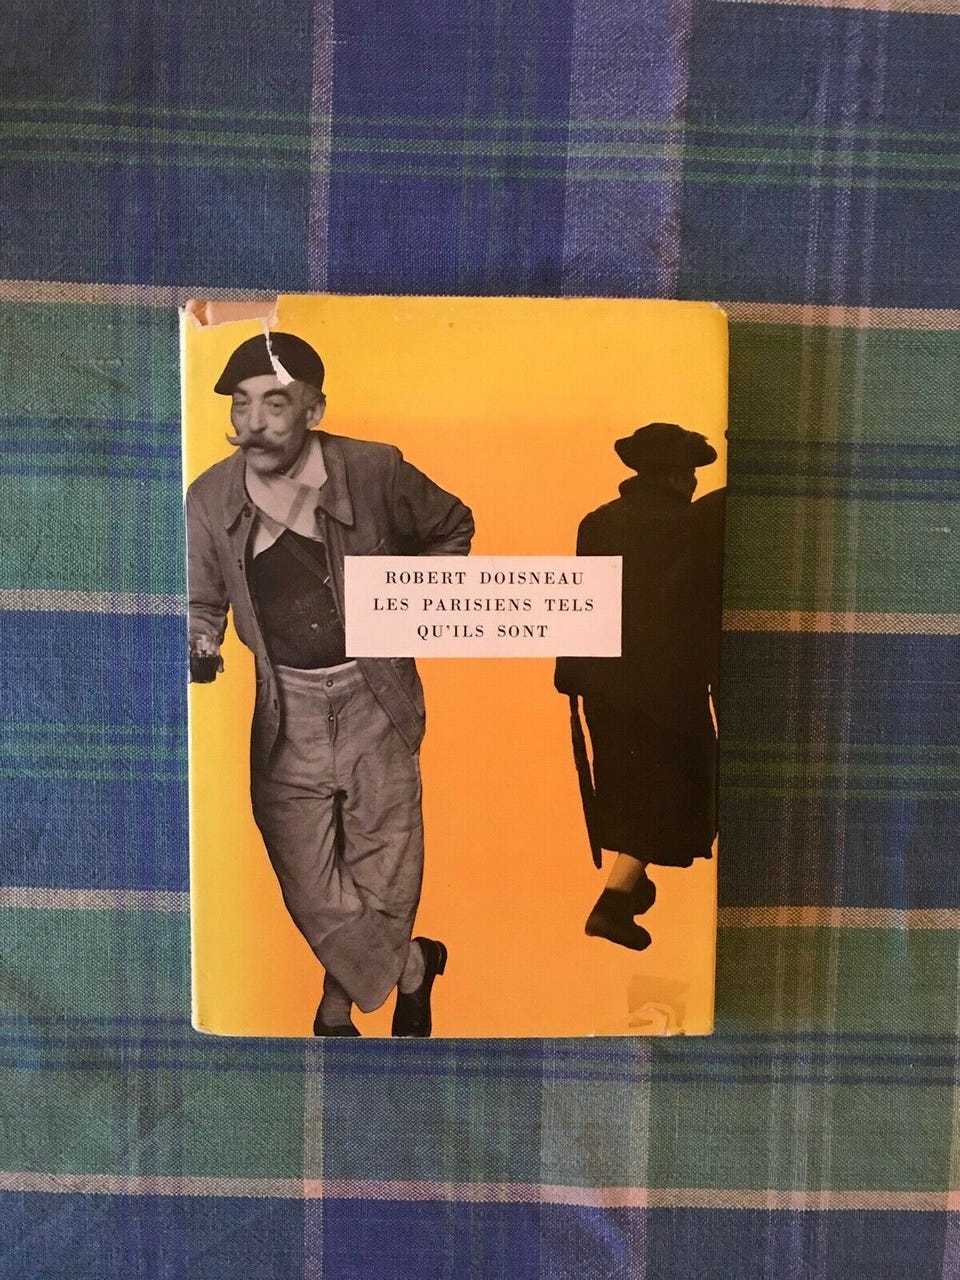 ROBERT DOISNEAU
LES PARISIENS TELS
QU'ILS SONT